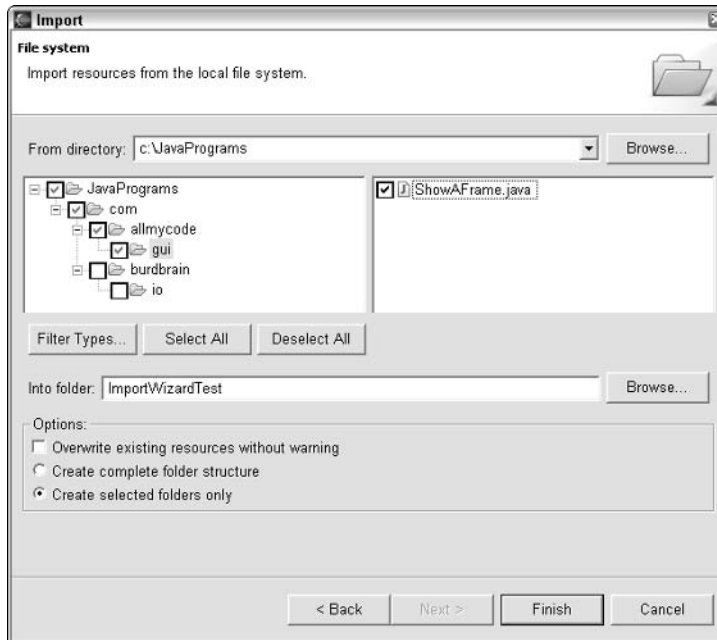 Import
File system
Import resources from the local file system.
From directory: c:\JavaPrograms Browse...
JavaPrograms
com
allmycode
gui
burdbrain
io
ShowAFrame.java
Filter Types... Select All Deselect All
Into folder: ImportWizardTest Browse...
Options:
Overwrite existing resources without warning
Create complete folder structure
Create selected folders only
< Back Next > Finish Cancel